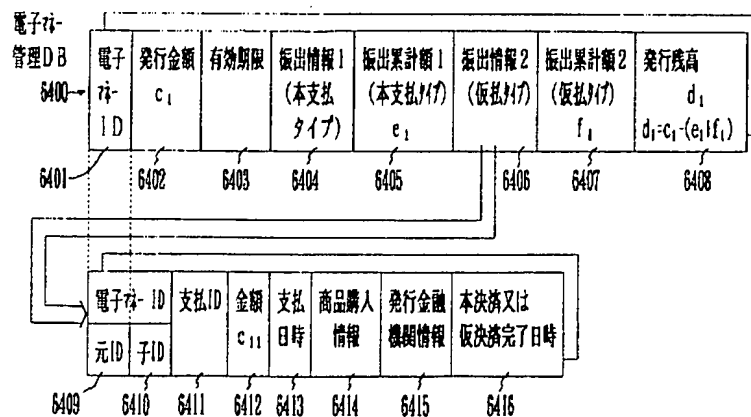 電子マネー
管理DB
6400
電子
マネー
ID
発行金額
c₁
有効期限
振出情報1
(本支払
タイプ)
振出累計額1
(本支払タイプ)
e₁
振出情報2
(仮払タイプ)
振出累計額2
(仮払タイプ)
f₁
発行残高
d₁
d₁=c₁-(e₁+f₁)
6401
6402
6403
6404
6405
6406
6407
6408
電子マネー ID
元ID
子ID
支払ID
金額
c₁₁
支払
日時
商品購入
情報
発行金融
機関情報
本決済又は
仮決済完了日時
6409
6410
6411
6412
6413
6414
6415
6416